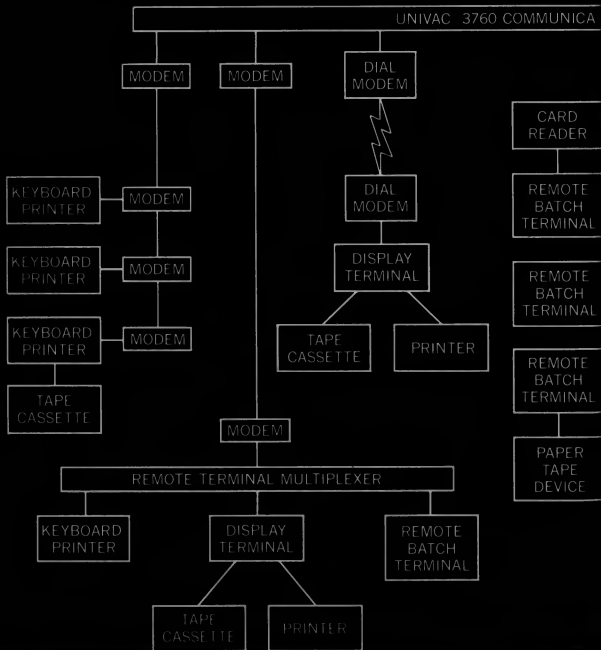 UNIVAC 3760 COMMUNICA
MODEM
MODEM
DIAL
MODEM
CARD
READER
KEYBOARD
PRINTER
MODEM
DIAL
MODEM
REMOTE
BATCH
TERMINAL
KEYBOARD
PRINTER
MODEM
DISPLAY
TERMINAL
REMOTE
BATCH
TERMINAL
KEYBOARD
PRINTER
MODEM
TAPE
CASSETTE
PRINTER
REMOTE
BATCH
TERMINAL
TAPE
CASSETTE
MODEM
PAPER
TAPE
DEVICE
REMOTE TERMINAL MULTIPLEXER
KEYBOARD
PRINTER
DISPLAY
TERMINAL
REMOTE
BATCH
TERMINAL
TAPE
CASSETTE
PRINTER